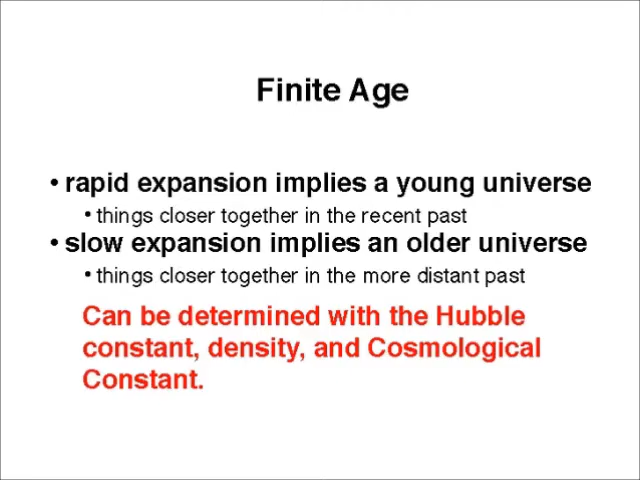 Finite Age
• rapid expansion implies a young universe
• things closer together in the recent past
• slow expansion implies an older universe
• things closer together in the more distant past
Can be determined with the Hubble
constant, density, and Cosmological
Constant.